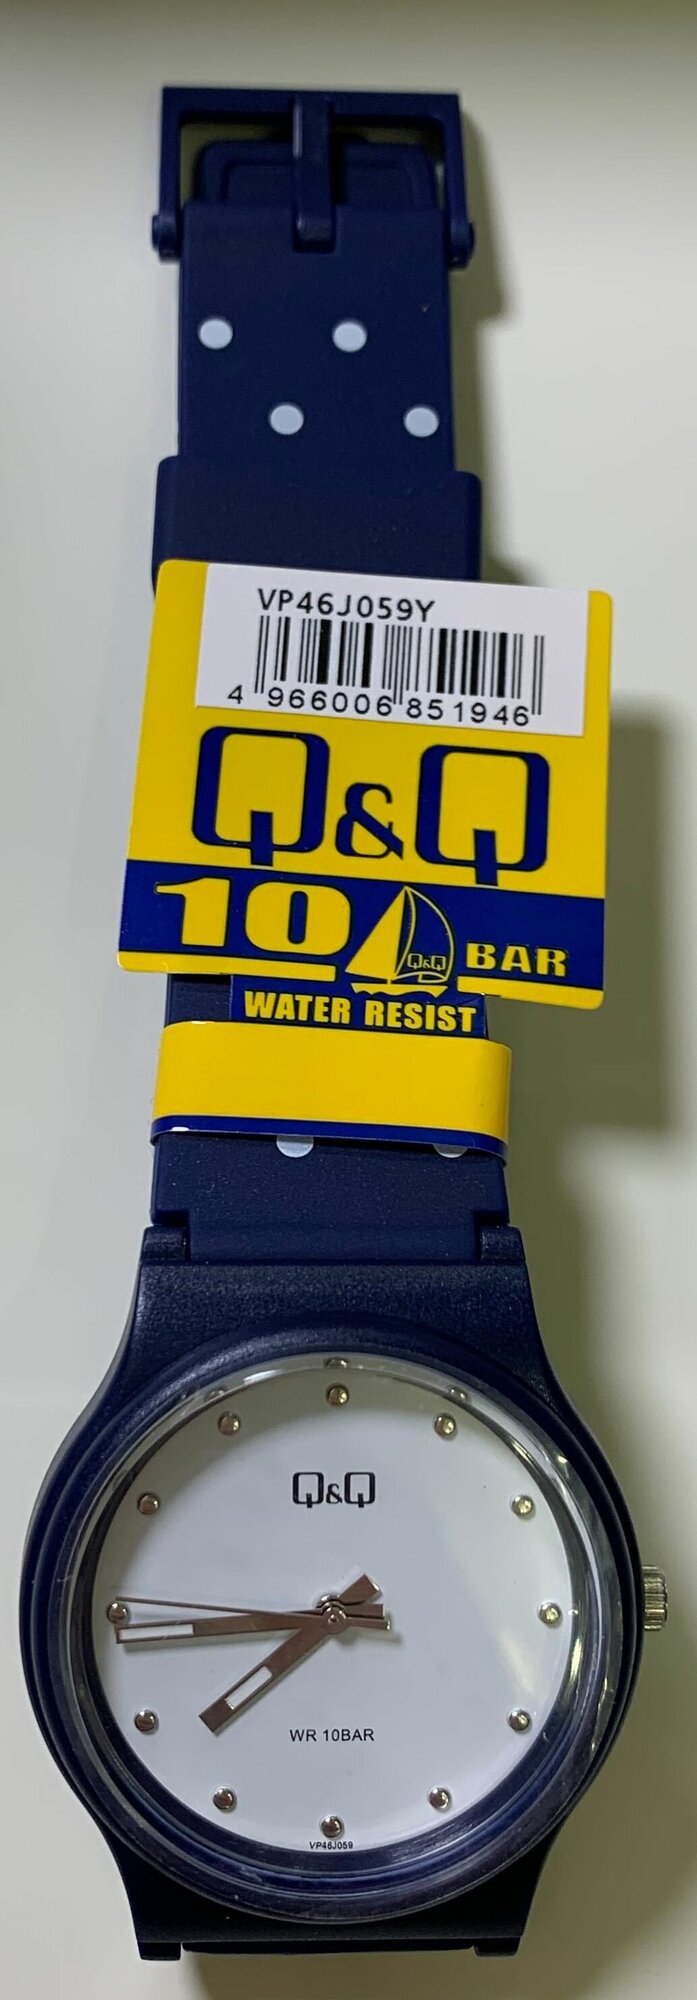 VP46J059Y
4 966006 851946
Q&Q
10 BAR
Q&Q
WATER RESIST
Q&Q
WR 10BAR
VP46J059